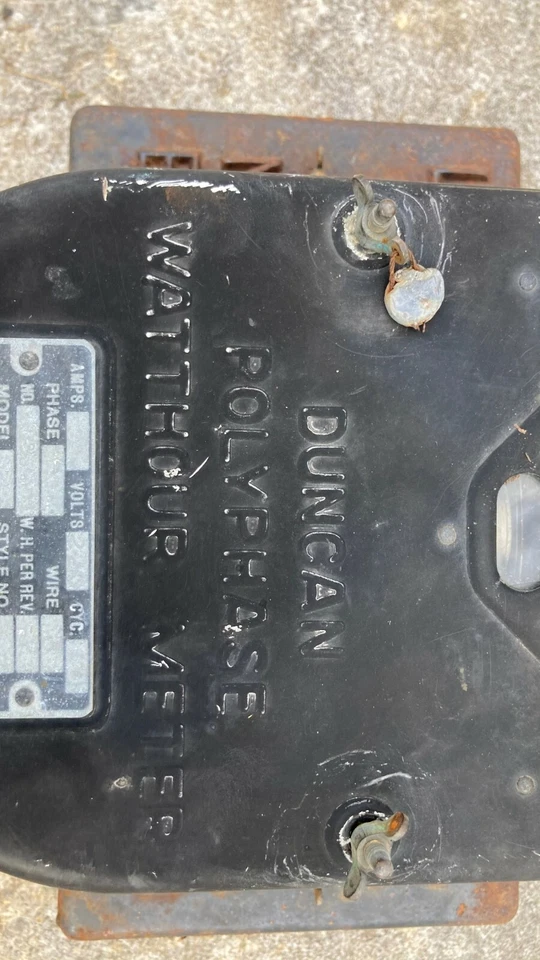 DUNCAN
POLYPHASE
WATTHOUR METER
AMPS. VOLTS CYC.
PHASE WIRE
NO. W.H. PER REV.
MODEL STYLE NO.